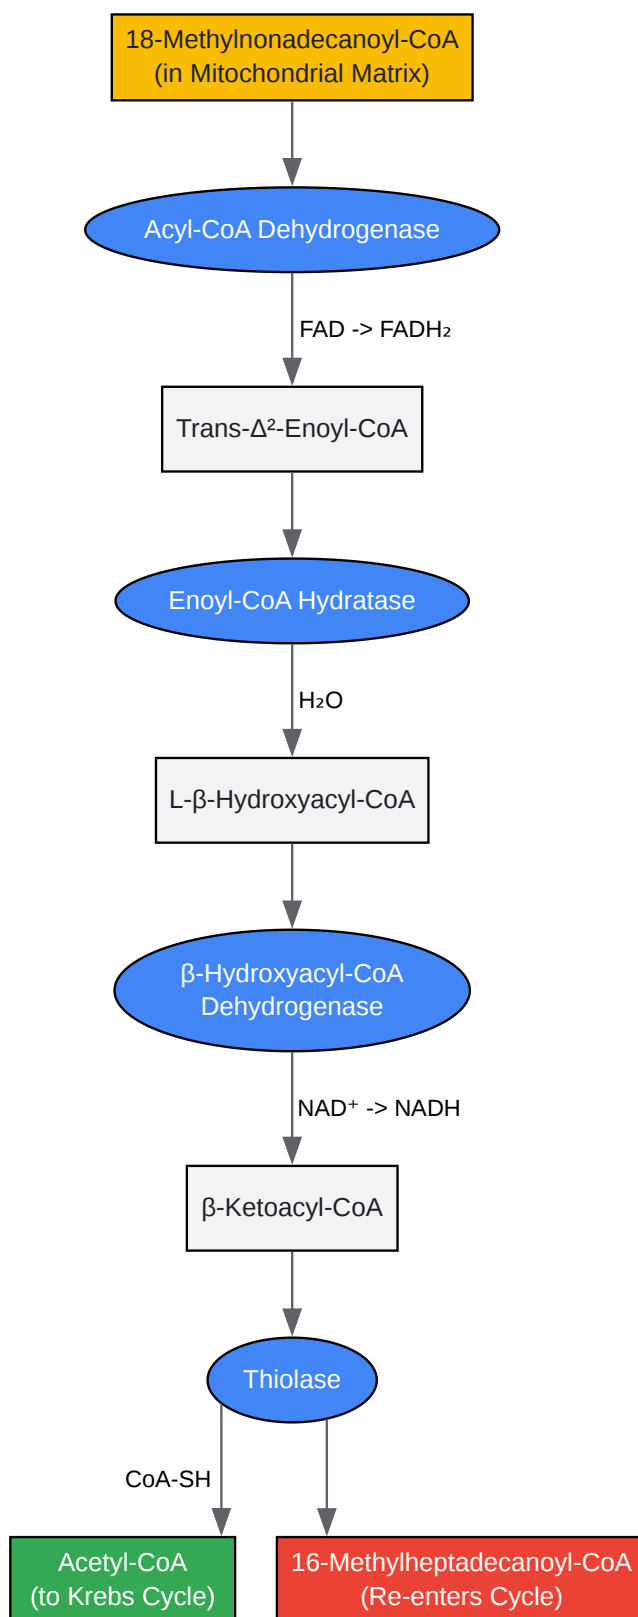 18-Methylnonadecanoyl-CoA
(in Mitochondrial Matrix)
Acyl-CoA Dehydrogenase
FAD -> FADH₂
Trans-Δ²-Enoyl-CoA
Enoyl-CoA Hydratase
H₂O
L-β-Hydroxyacyl-CoA
β-Hydroxyacyl-CoA
Dehydrogenase
NAD⁺ -> NADH
β-Ketoacyl-CoA
Thiolase
CoA-SH
Acetyl-CoA
(to Krebs Cycle)
16-Methylheptadecanoyl-CoA
(Re-enters Cycle)